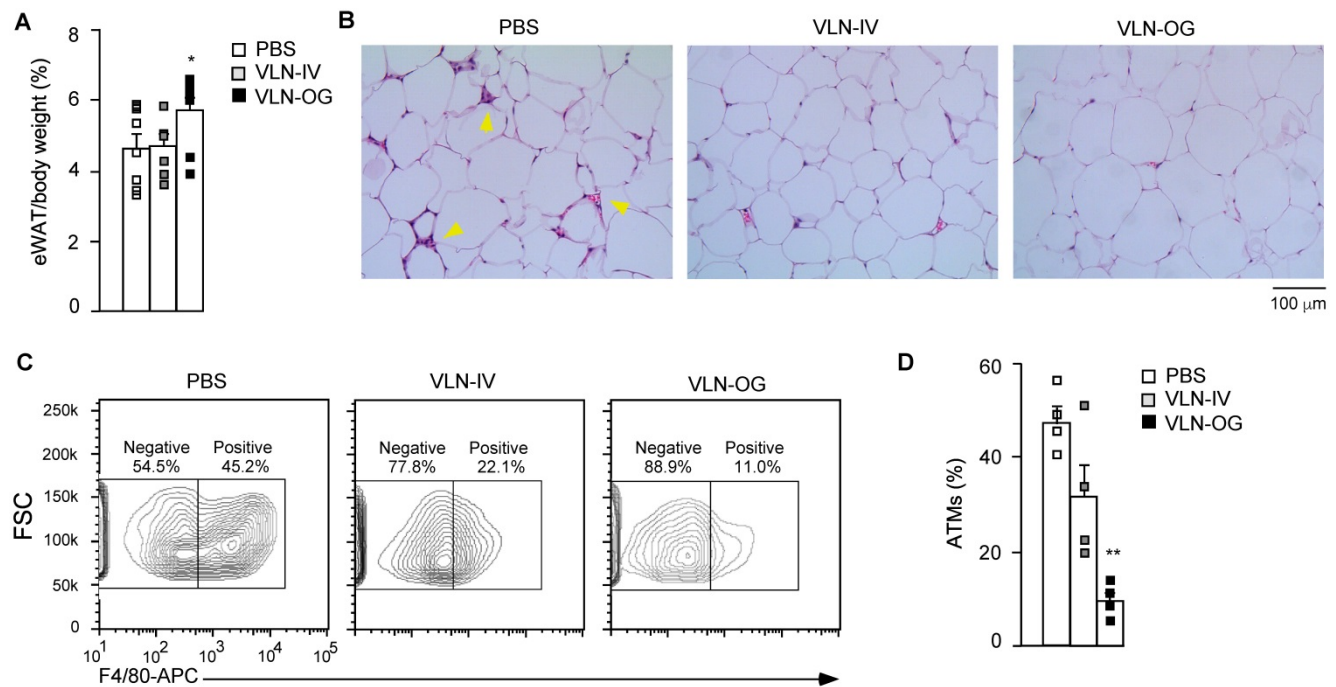 A
8
6
4
2
0
eWAT/body weight (%)
*
PBS
VLN-IV
VLN-OG
B
PBS
VLN-IV
VLN-OG
100 μm
C
PBS
VLN-IV
VLN-OG
250k
200k
150k
100k
50k
0
FSC
Negative
54.5%
Positive
45.2%
Negative
77.8%
Positive
22.1%
Negative
88.9%
Positive
11.0%
10¹ 10² 10³ 10⁴ 10⁵
F4/80-APC
D
60
40
20
0
ATMs (%)
**
PBS
VLN-IV
VLN-OG